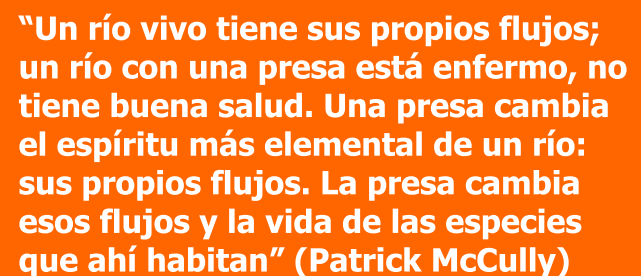 “Un río vivo tiene sus propios flujos;
un río con una presa está enfermo, no
tiene buena salud. Una presa cambia
el espíritu más elemental de un río:
sus propios flujos. La presa cambia
esos flujos y la vida de las especies
que ahí habitan” (Patrick McCully)